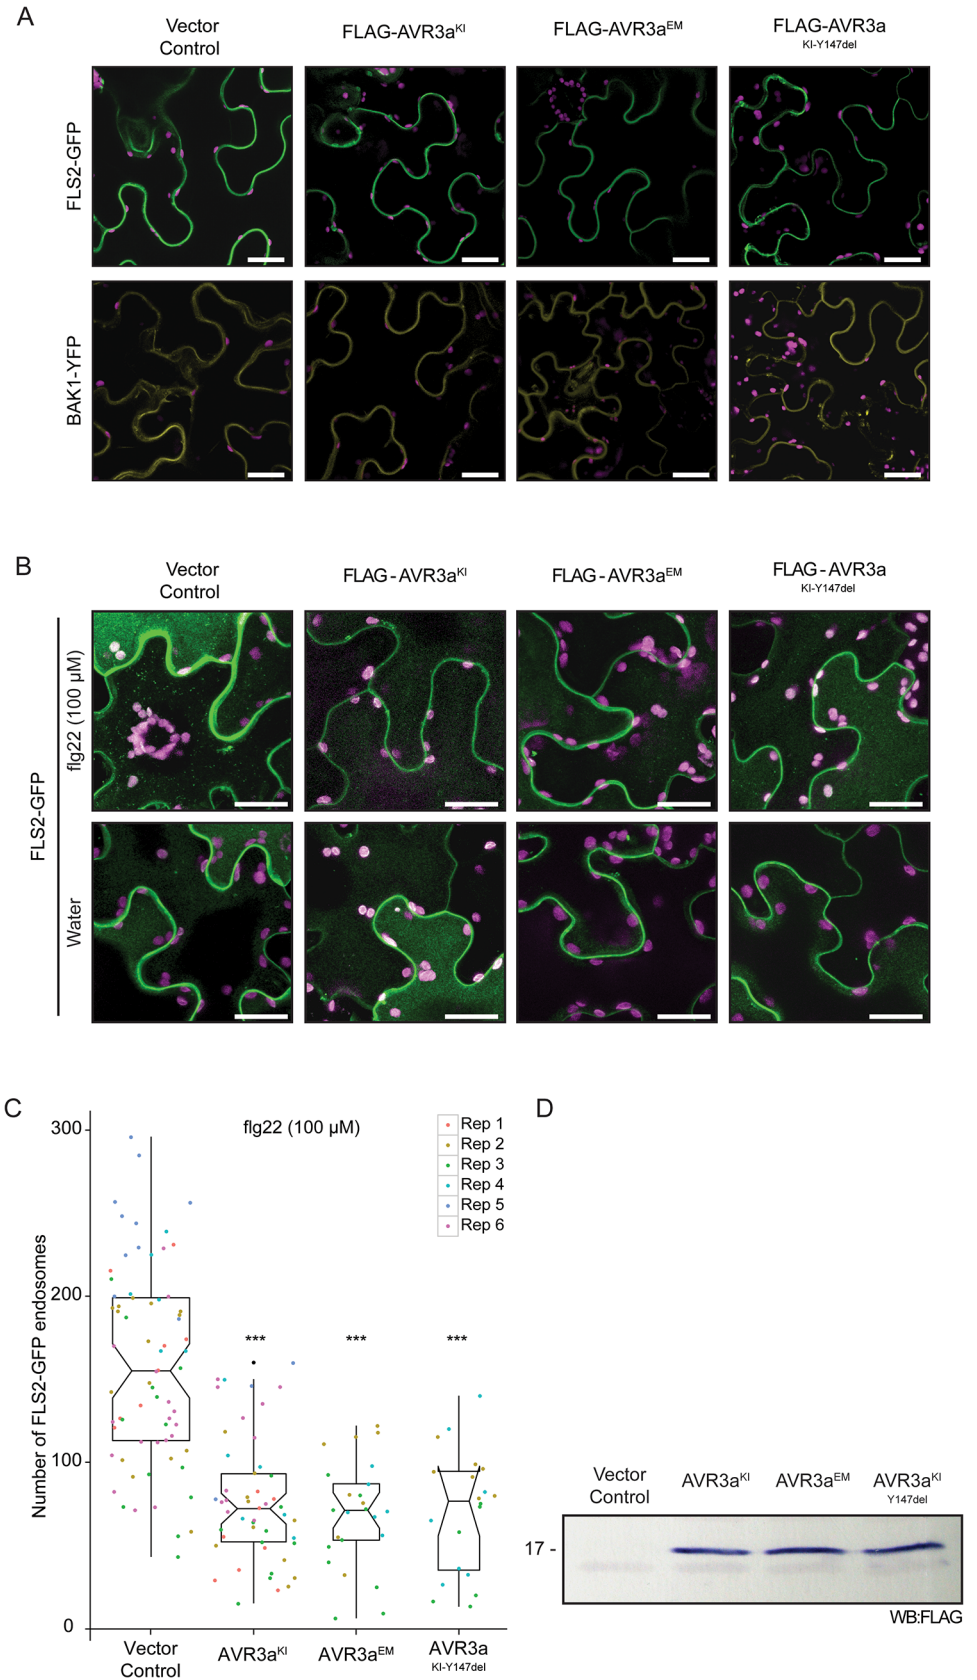 A
Vector
Control
FLAG-AVR3aKI
FLAG-AVR3aEM
FLAG-AVR3a
KI-Y147del
FLS2-GFP
BAK1-YFP
B
Vector
Control
FLAG-AVR3aKI
FLAG-AVR3aEM
FLAG-AVR3a
KI-Y147del
FLS2-GFP
flg22 (100 µM)
Water
C
flg22 (100 µM)
Rep 1
Rep 2
Rep 3
Rep 4
Rep 5
Rep 6
Number of FLS2-GFP endosomes
300
200
100
0
*** *** ***
Vector
Control
AVR3aKI
AVR3aEM
AVR3a
KI-Y147del
D
Vector
Control
AVR3aKI
AVR3aEM
AVR3aKI
Y147del
17 -
WB:FLAG